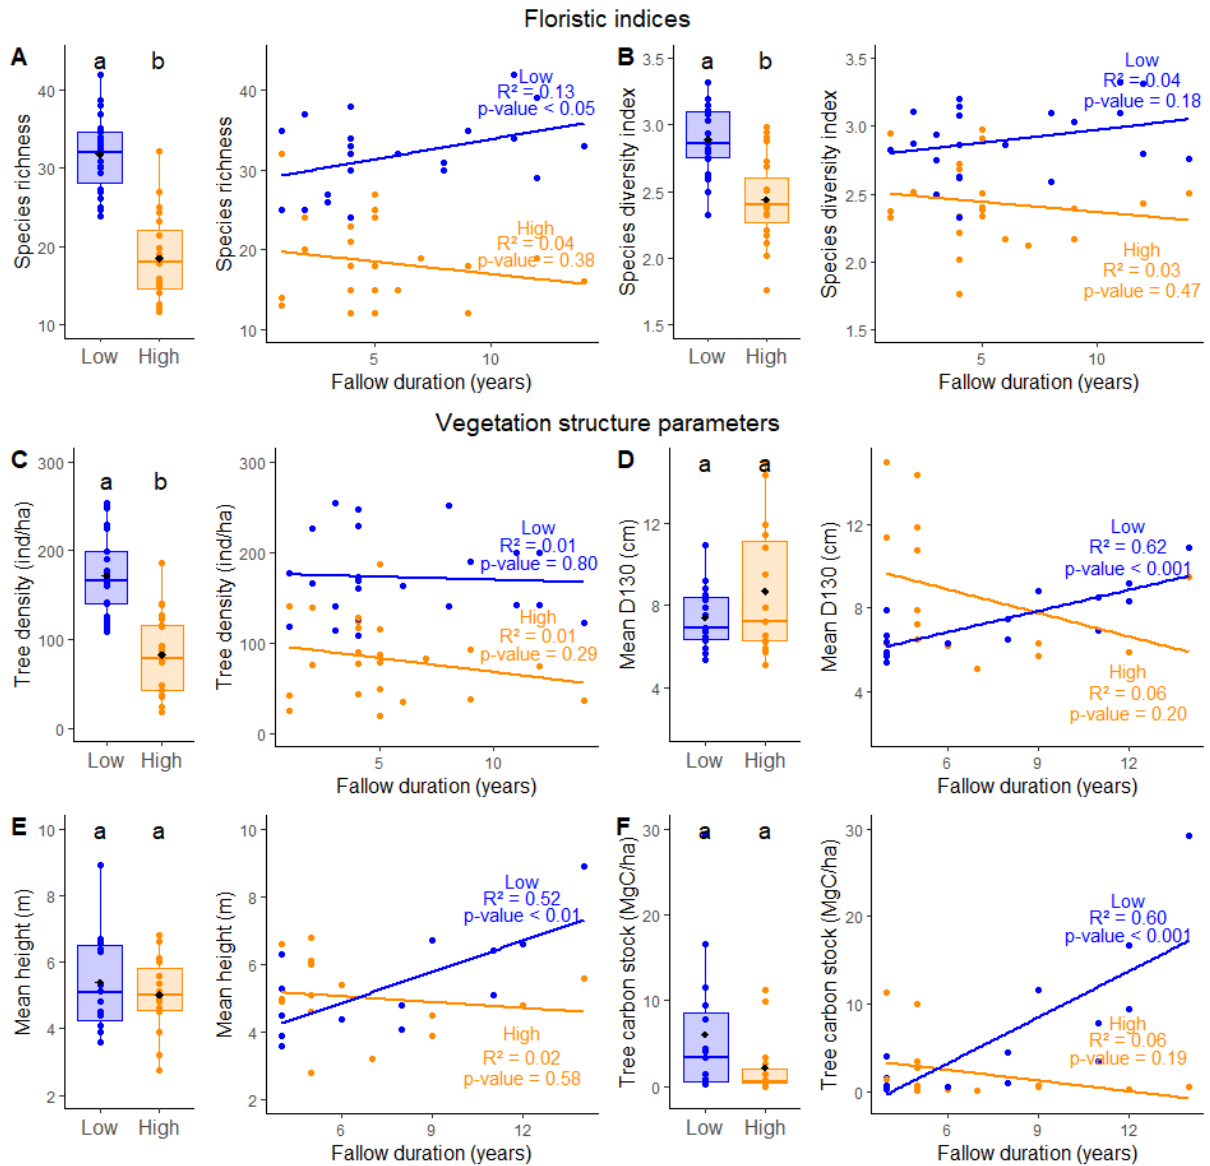 Floristic indices
A
Species richness
40
30
20
10
a
b
Low
High
Species richness
40
30
20
10
Low
R² = 0.13
p-value < 0.05
High
R² = 0.04
p-value = 0.38
5
10
Fallow duration (years)
B
Species diversity index
3.5
3.0
2.5
2.0
1.5
a
b
Low
High
Species diversity index
3.5
3.0
2.5
2.0
1.5
Low
R² = 0.04
p-value = 0.18
High
R² = 0.03
p-value = 0.47
5
10
Fallow duration (years)
Vegetation structure parameters
C
Tree density (ind/ha)
300
200
100
0
a
b
Low
High
Tree density (ind/ha)
300
200
100
0
Low
R² = 0.01
p-value = 0.80
High
R² = 0.01
p-value = 0.29
5
10
Fallow duration (years)
D
Mean D130 (cm)
12
8
4
a
a
Low
High
Mean D130 (cm)
12
8
4
Low
R² = 0.62
p-value < 0.001
High
R² = 0.06
p-value = 0.20
6
9
12
Fallow duration (years)
E
Mean height (m)
10
8
6
4
2
a
a
Low
High
Mean height (m)
10
8
6
4
2
Low
R² = 0.52
p-value < 0.01
High
R² = 0.02
p-value = 0.58
6
9
12
Fallow duration (years)
F
Tree carbon stock (MgC/ha)
30
20
10
0
a
a
Low
High
Tree carbon stock (MgC/ha)
30
20
10
0
Low
R² = 0.60
p-value < 0.001
High
R² = 0.06
p-value = 0.19
6
9
12
Fallow duration (years)